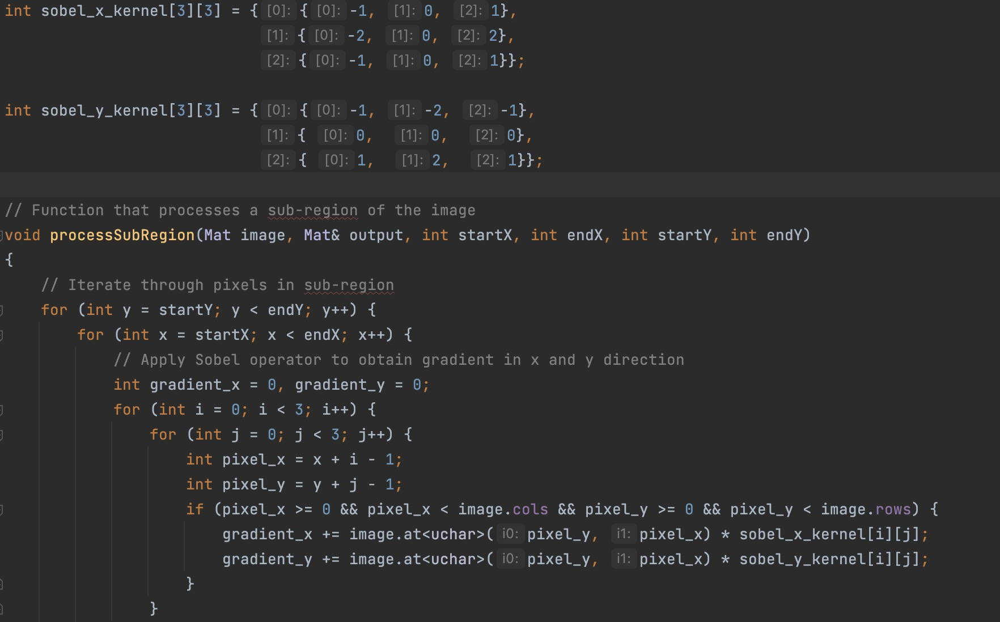 int sobel_x_kernel[3][3] = { [0]: { [0]: -1, [1]: 0, [2]: 1},
[1]: { [0]: -2, [1]: 0, [2]: 2},
[2]: { [0]: -1, [1]: 0, [2]: 1}};
int sobel_y_kernel[3][3] = { [0]: { [0]: -1, [1]: -2, [2]: -1},
[1]: { [0]: 0, [1]: 0, [2]: 0},
[2]: { [0]: 1, [1]: 2, [2]: 1}};
// Function that processes a sub-region of the image
void processSubRegion(Mat image, Mat& output, int startX, int endX, int startY, int endY)
{
// Iterate through pixels in sub-region
for (int y = startY; y < endY; y++) {
for (int x = startX; x < endX; x++) {
// Apply Sobel operator to obtain gradient in x and y direction
int gradient_x = 0, gradient_y = 0;
for (int i = 0; i < 3; i++) {
for (int j = 0; j < 3; j++) {
int pixel_x = x + i - 1;
int pixel_y = y + j - 1;
if (pixel_x >= 0 && pixel_x < image.cols && pixel_y >= 0 && pixel_y < image.rows) {
gradient_x += image.at<uchar>( i0: pixel_y, i1: pixel_x) * sobel_x_kernel[i][j];
gradient_y += image.at<uchar>( i0: pixel_y, i1: pixel_x) * sobel_y_kernel[i][j];
}
}